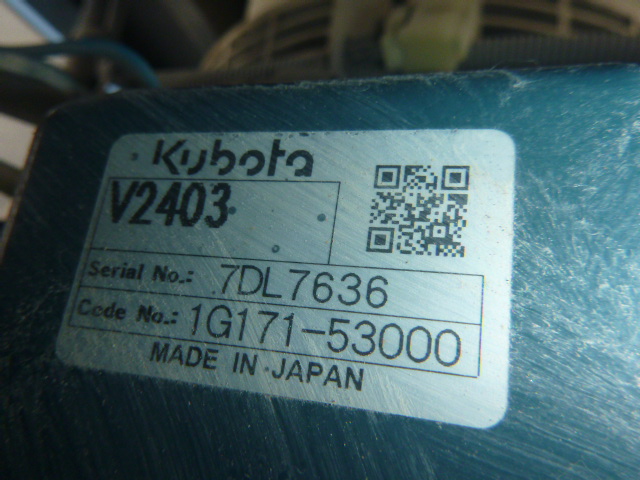 Kubota
V2403
Serial No.: 7DL7636
Code No.: 1G171-53000
MADE IN JAPAN